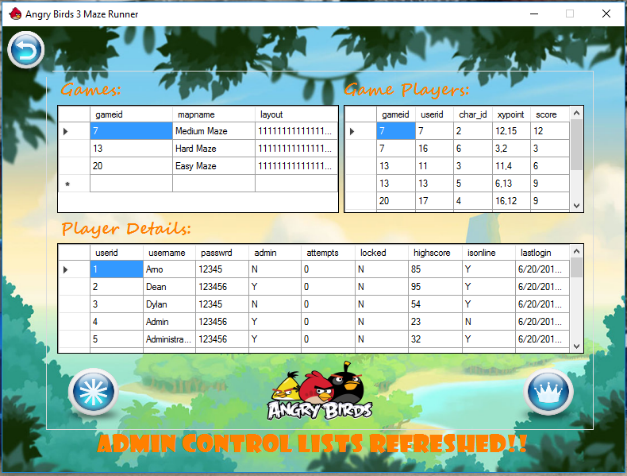 Angry Birds 3 Maze Runner
Games:
gameid mapname layout
7 Medium Maze 11111111111111...
13 Hard Maze 11111111111111...
20 Easy Maze 11111111111111...
Game Players:
gameid userid char_id xypoint score
7 7 2 12,15 12
7 16 6 3,2 3
13 11 3 11,4 6
13 13 5 6,13 9
20 17 4 16,12 9
Player Details:
userid username passwrd admin attempts locked highscore isonline lastlogin
1 Amo 12345 N 0 N 85 Y 6/20/201...
2 Dean 123456 Y 0 N 95 Y 6/20/201...
3 Dylan 12345 N 0 N 54 Y 6/20/201...
4 Admin 123456 Y 0 N 23 N 6/20/201...
5 Administra... 123456 Y 0 N 32 Y 6/20/201...
ANGRY BIRDS
ADMIN CONTROL LISTS REFRESHED!!